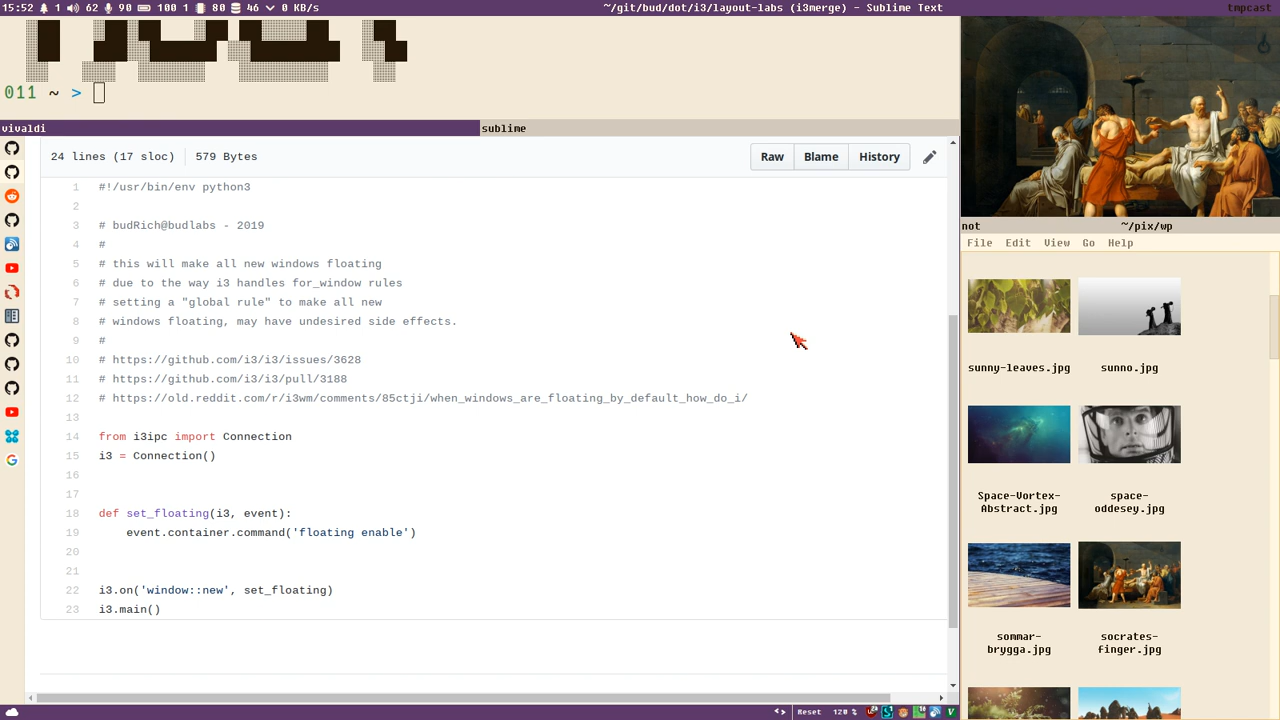 15:52 1 62 90 100 1 80 46 0 KB/s
~/git/bud/dot/i3/layout-labs (i3merge) - Sublime Text
tmpcast
011 ~ >
vivaldi
sublime
24 lines (17 sloc) 579 Bytes
Raw Blame History
1 #!/usr/bin/env python3
2
3 # budRich@budlabs - 2019
4 #
5 # this will make all new windows floating
6 # due to the way i3 handles for_window rules
7 # setting a "global rule" to make all new
8 # windows floating, may have undesired side effects.
9 #
10 # https://github.com/i3/i3/issues/3628
11 # https://github.com/i3/i3/pull/3188
12 # https://old.reddit.com/r/i3wm/comments/85ctji/when_windows_are_floating_by_default_how_do_i/
13
14 from i3ipc import Connection
15 i3 = Connection()
16
17
18 def set_floating(i3, event):
19     event.container.command('floating enable')
20
21
22 i3.on('window::new', set_floating)
23 i3.main()
Reset 120 %
not ~/pix/wp
File Edit View Go Help
sunny-leaves.jpg
sunno.jpg
Space-Vortex-
Abstract.jpg
space-
oddesey.jpg
sommar-
brygga.jpg
socrates-
finger.jpg